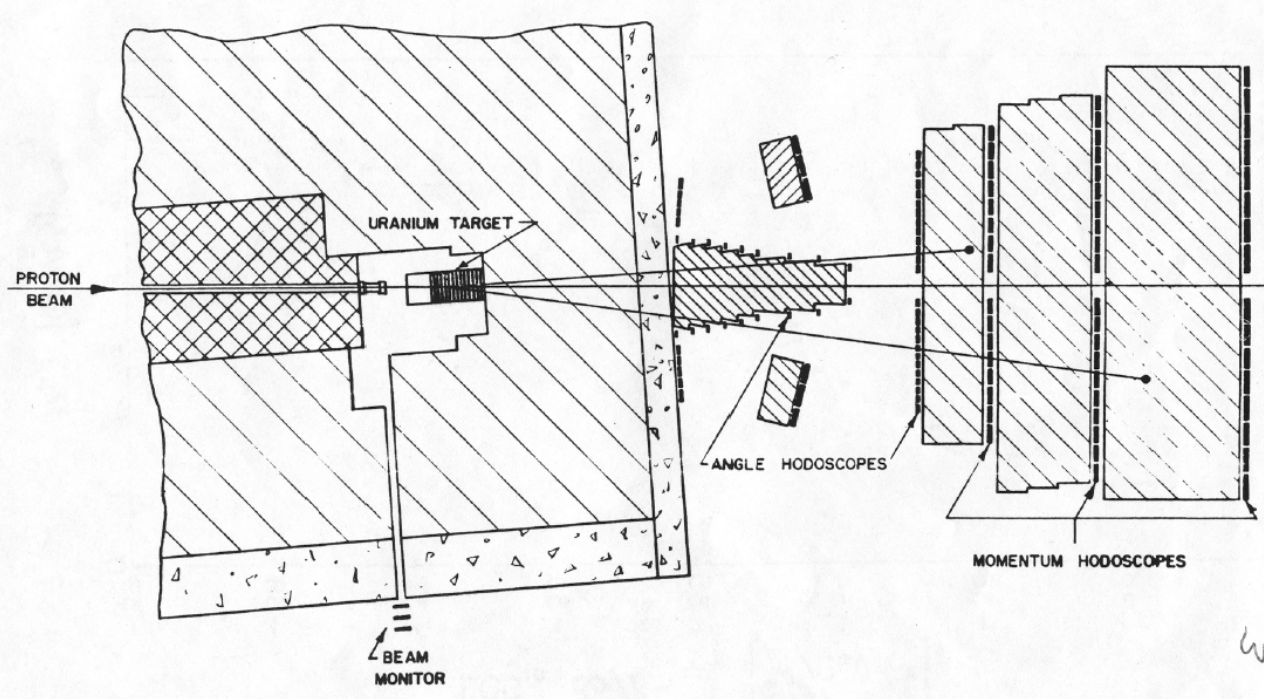 URANIUM TARGET
PROTON
BEAM
ANGLE HODOSCOPES
MOMENTUM HODOSCOPES
BEAM
MONITOR